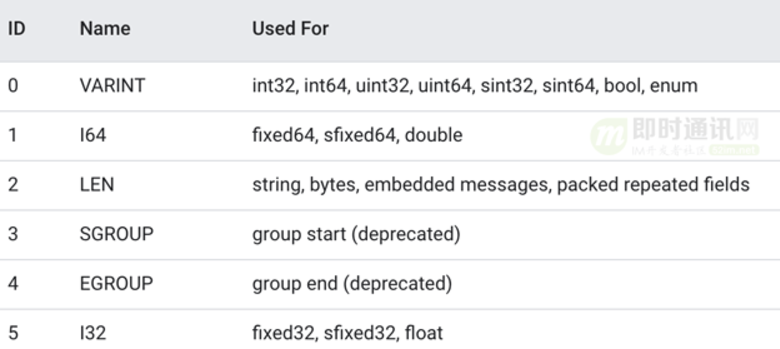 ID Name Used For
0 VARINT int32, int64, uint32, uint64, sint32, sint64, bool, enum
1 I64 fixed64, sfixed64, double
即时通讯网
2 LEN string, bytes, embedded messages, packed repeated fields
3 SGROUP group start (deprecated)
4 EGROUP group end (deprecated)
5 I32 fixed32, sfixed32, float